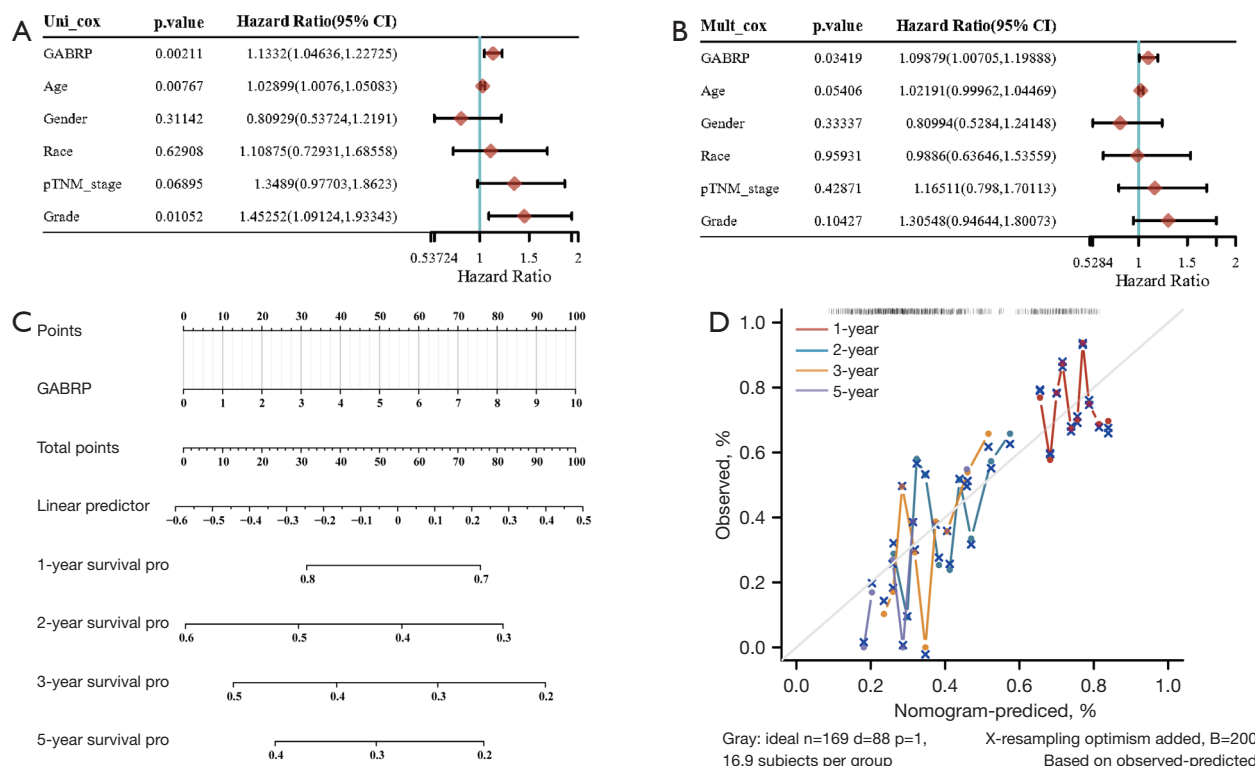 A
Uni_cox p.value Hazard Ratio(95% CI)
GABRP 0.00211 1.1332(1.04636,1.22725)
Age 0.00767 1.02899(1.0076,1.05083)
Gender 0.31142 0.80929(0.53724,1.2191)
Race 0.62908 1.10875(0.72931,1.68558)
pTNM_stage 0.06895 1.3489(0.97703,1.8623)
Grade 0.01052 1.45252(1.09124,1.93343)
0.53724 1 1.5 2
Hazard Ratio
B
Mult_cox p.value Hazard Ratio(95% CI)
GABRP 0.03419 1.09879(1.00705,1.19888)
Age 0.05406 1.02191(0.99962,1.04469)
Gender 0.33337 0.80994(0.5284,1.24148)
Race 0.95931 0.9886(0.63646,1.53559)
pTNM_stage 0.42871 1.16511(0.798,1.70113)
Grade 0.10427 1.30548(0.94644,1.80073)
0.5284 1 1.5 2
Hazard Ratio
C
0 10 20 30 40 50 60 70 80 90 100
Points
GABRP
0 1 2 3 4 5 6 7 8 9 10
Total points
0 10 20 30 40 50 60 70 80 90 100
Linear predictor
−0.6 −0.5 −0.4 −0.3 −0.2 −0.1 0 0.1 0.2 0.3 0.4 0.5
1-year survival pro
0.8 0.7
2-year survival pro
0.6 0.5 0.4 0.3
3-year survival pro
0.5 0.4 0.3 0.2
5-year survival pro
0.4 0.3 0.2
D
1-year
2-year
3-year
5-year
Observed, %
1.0
0.8
0.6
0.4
0.2
0.0
0.0 0.2 0.4 0.6 0.8 1.0
Nomogram-prediced, %
Gray: ideal n=169 d=88 p=1, X-resampling optimism added, B=200
16.9 subjects per group Based on observed-predicted